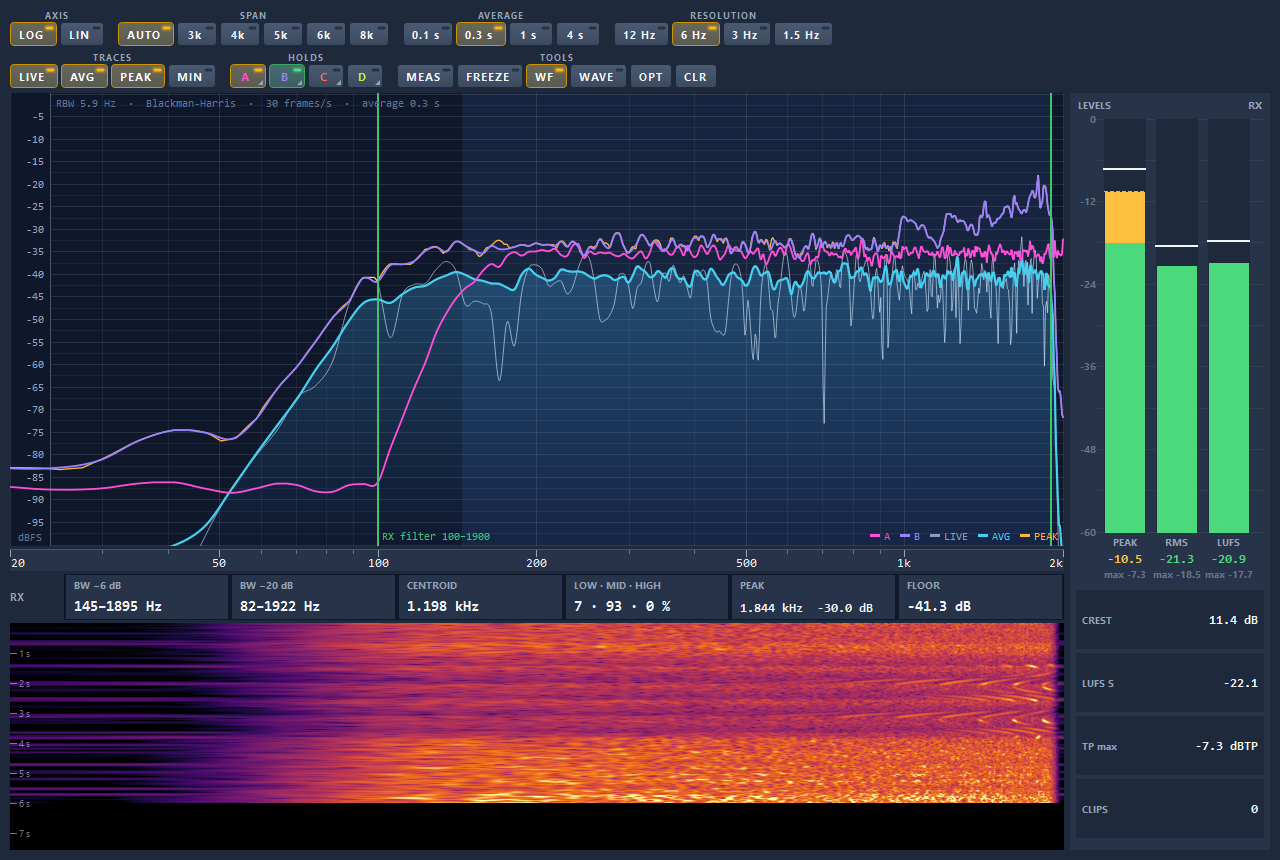 AXIS SPAN AVERAGE RESOLUTION
LOG LIN AUTO 3k 4k 5k 6k 8k 0.1 s 0.3 s 1 s 4 s 12 Hz 6 Hz 3 Hz 1.5 Hz
TRACES HOLDS TOOLS
LIVE AVG PEAK MIN A B C D MEAS FREEZE WF WAVE OPT CLR
RBW 5.9 Hz · Blackman-Harris · 30 frames/s · average 0.3 s
-5
-10
-15
-20
-25
-30
-35
-40
-45
-50
-55
-60
-65
-70
-75
-80
-85
-90
-95
dBFS
RX filter 100-1900
A B LIVE AVG PEAK
20 50 100 200 500 1k 2k
RX
BW −6 dB
145–1895 Hz
BW −20 dB
82–1922 Hz
CENTROID
1.198 kHz
LOW · MID · HIGH
7 · 93 · 0 %
PEAK
1.844 kHz -30.0 dB
FLOOR
-41.3 dB
1s
2s
3s
4s
5s
6s
7s
LEVELS RX
0
-12
-24
-36
-48
-60
PEAK RMS LUFS
-10.5 -21.3 -20.9
max -7.3 max -18.5 max -17.7
CREST 11.4 dB
LUFS S -22.1
TP max -7.3 dBTP
CLIPS 0